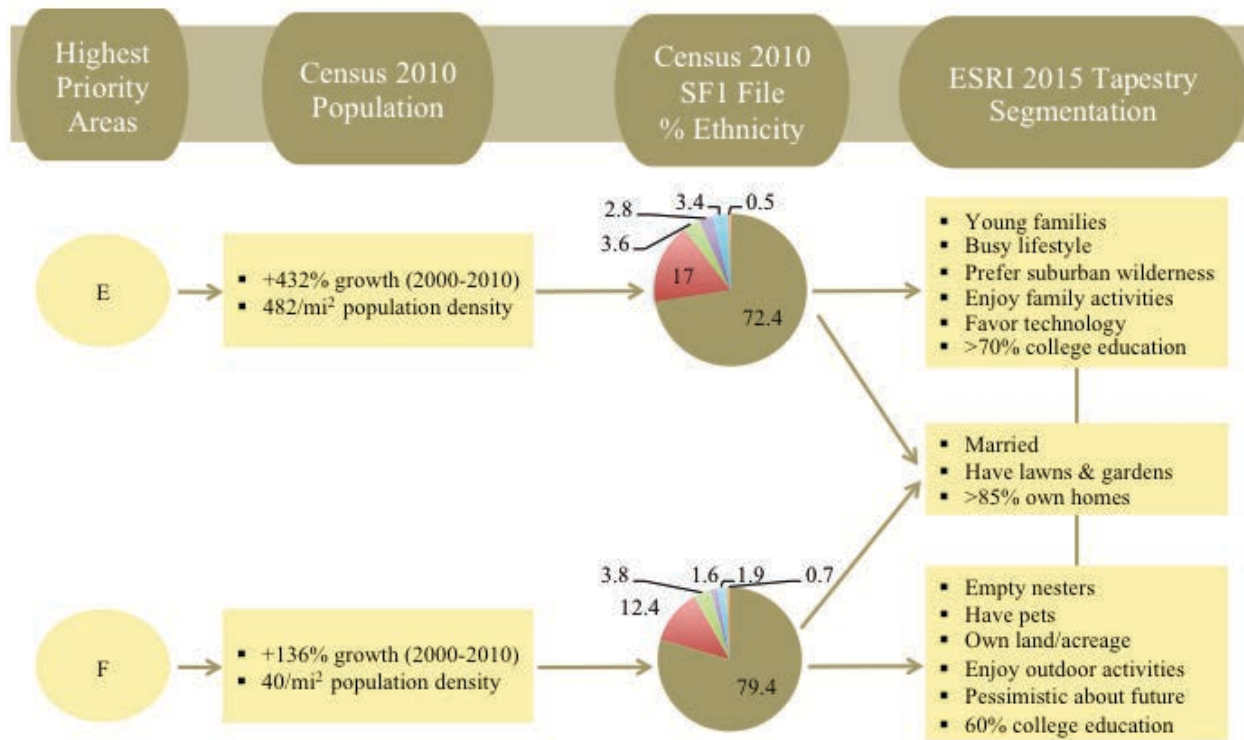 Highest
Priority
Areas
Census 2010
Population
Census 2010
SF1 File
% Ethnicity
ESRI 2015 Tapestry
Segmentation
E
▪ +432% growth (2000-2010)
▪ 482/mi² population density
3.6
2.8
3.4
0.5
17
72.4
▪ Young families
▪ Busy lifestyle
▪ Prefer suburban wilderness
▪ Enjoy family activities
▪ Favor technology
▪ >70% college education
▪ Married
▪ Have lawns & gardens
▪ >85% own homes
F
▪ +136% growth (2000-2010)
▪ 40/mi² population density
12.4
3.8
1.6
1.9
0.7
79.4
▪ Empty nesters
▪ Have pets
▪ Own land/acreage
▪ Enjoy outdoor activities
▪ Pessimistic about future
▪ 60% college education